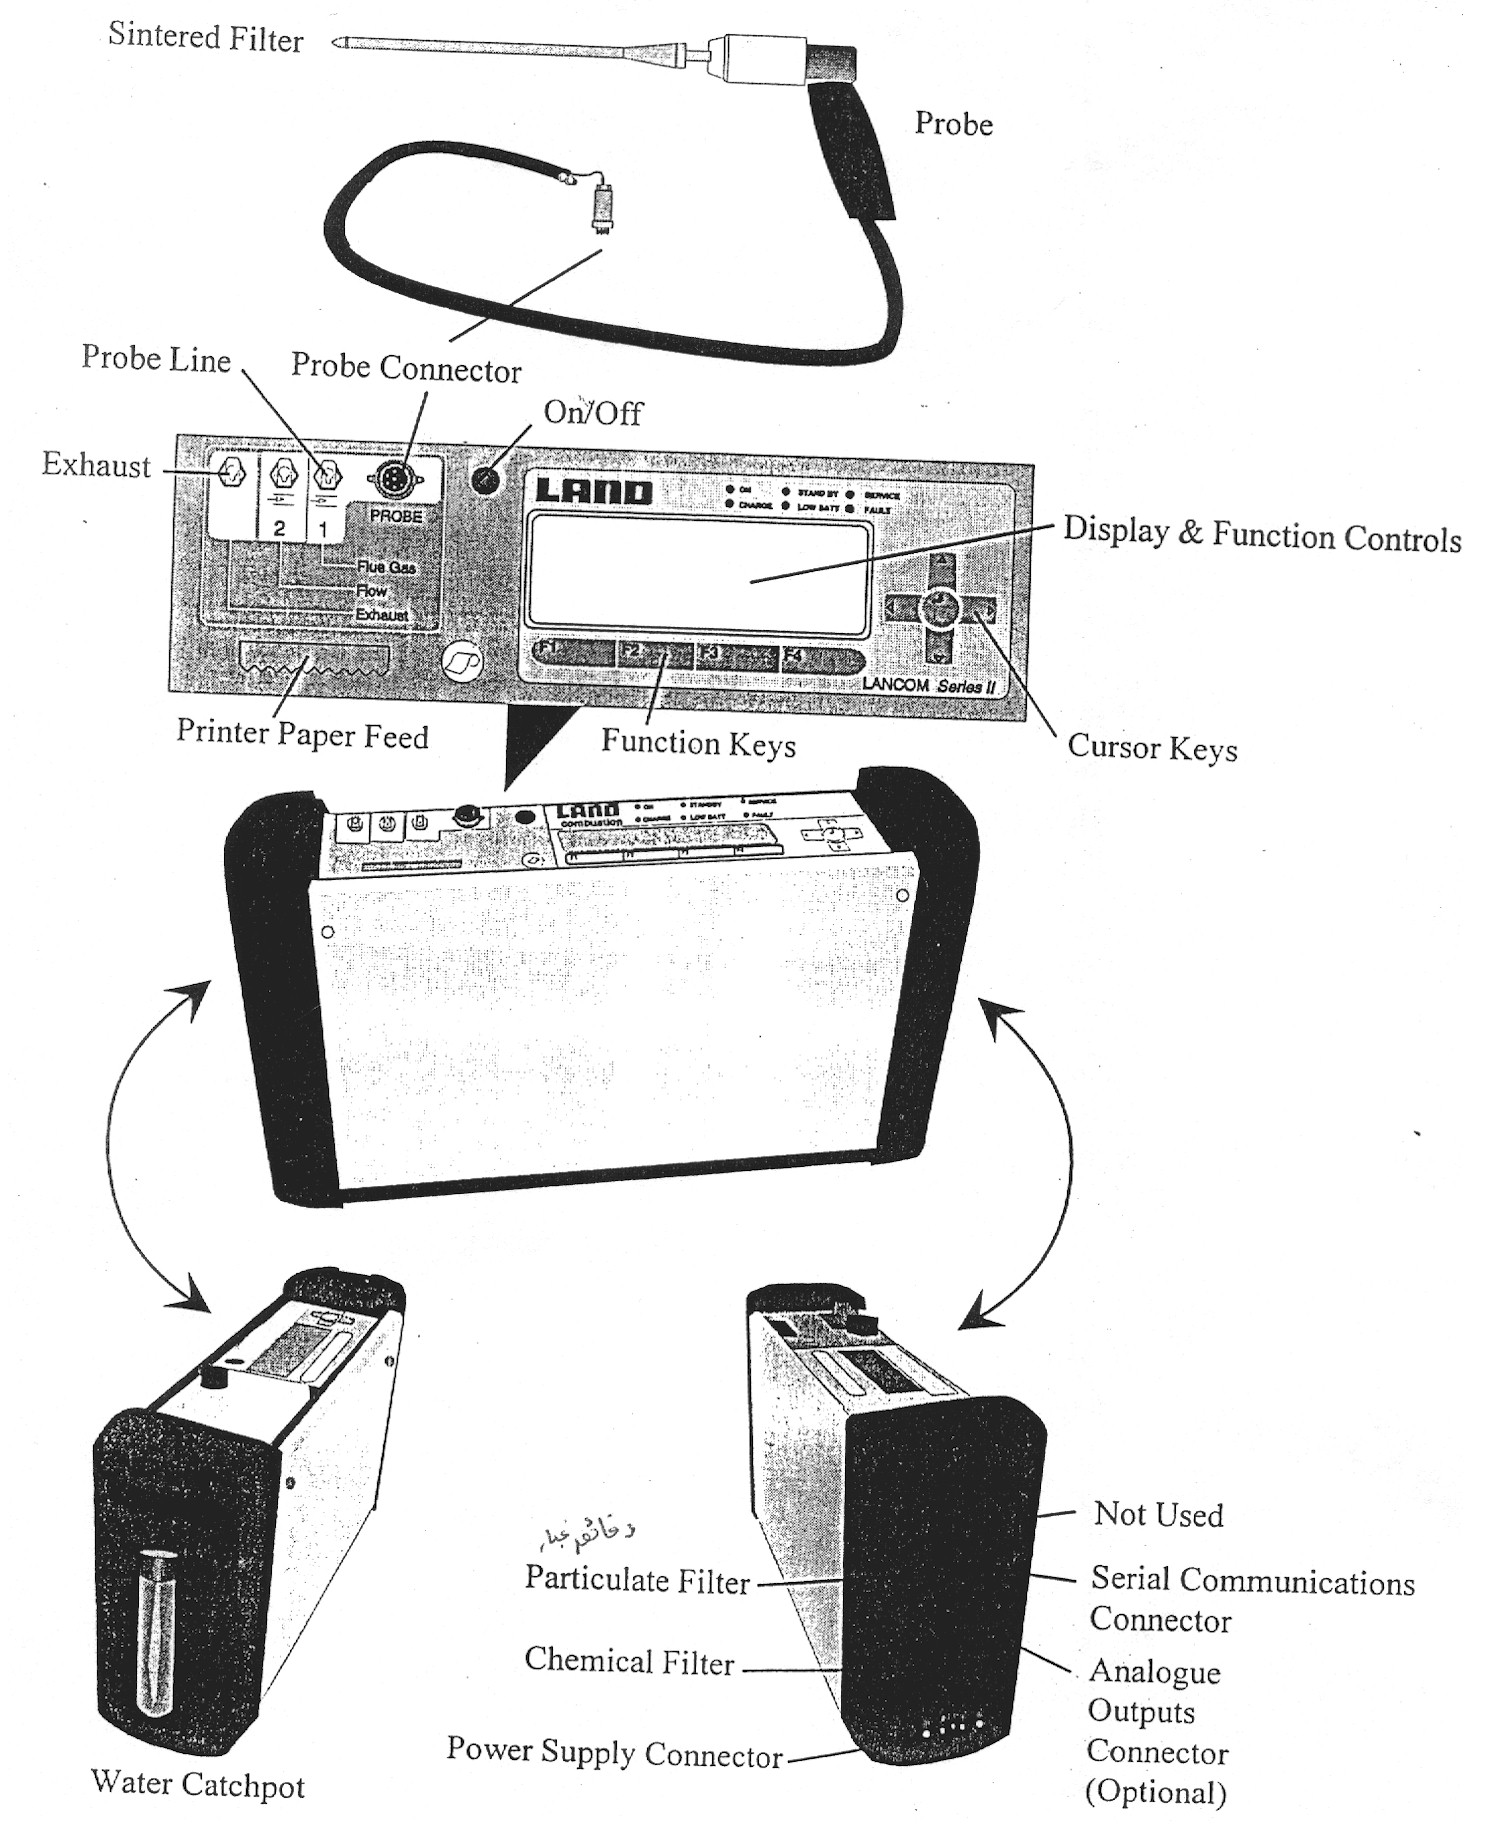 Sintered Filter
Probe
Probe Line
Probe Connector
On/Off
Exhaust
PROBE
2
1
Flue Gas
Flow
Exhaust
LAND
ON
STAND BY
SERVICE
CHARGE
LOW BATT
FAULT
Display & Function Controls
F1
F2
F3
F4
LANCOM Series II
Printer Paper Feed
Function Keys
Cursor Keys
LAND
combustion
ON
STANDBY
SERVICE
CHARGE
LOW BATT
FAULT
Not Used
Particulate Filter
Serial Communications
Connector
Chemical Filter
Analogue
Outputs
Connector
(Optional)
Power Supply Connector
Water Catchpot